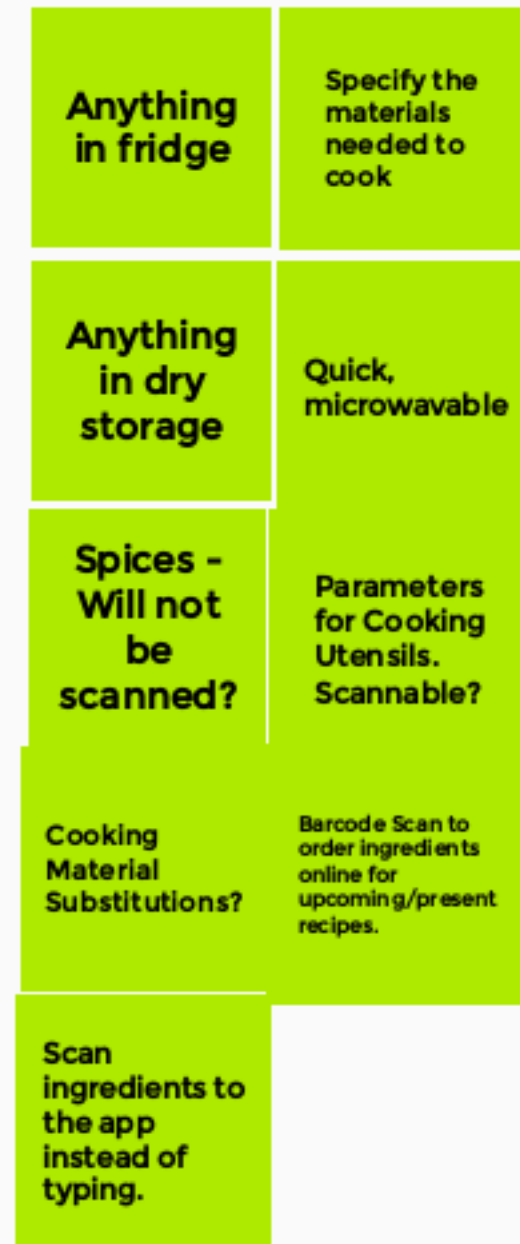 Anything
in fridge
Specify the
materials
needed to
cook
Anything
in dry
storage
Quick,
microwavable
Spices -
Will not
be
scanned?
Parameters
for Cooking
Utensils.
Scannable?
Cooking
Material
Substitutions?
Barcode Scan to
order ingredients
online for
upcoming/present
recipes.
Scan
ingredients to
the app
instead of
typing.